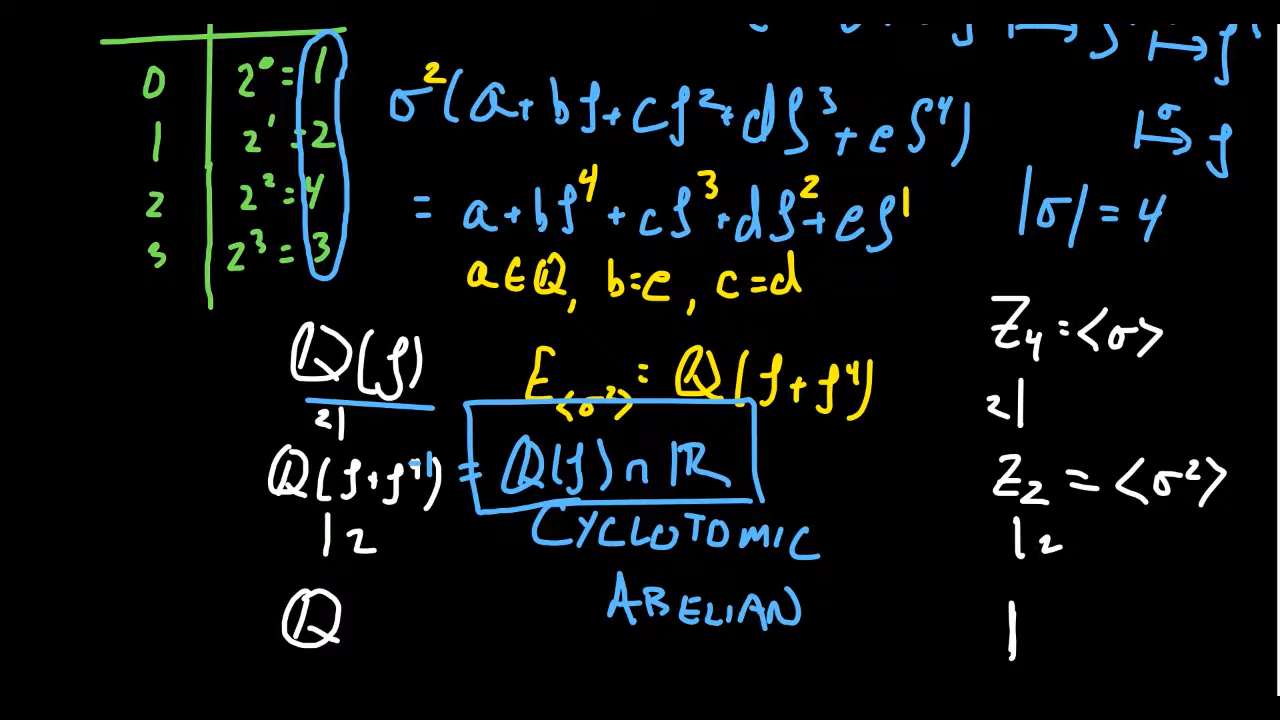 0 2⁰ = 1
1 2¹ = 2
2 2² = 4
3 2³ = 3
σ²(a+bζ+cζ²+dζ³+eζ⁴)
= a+bζ⁴+cζ³+dζ²+eζ¹
a∈ℚ, b=e, c=d
⟼ ζ ⟼ ζ
⟼σ ζ
|σ| = 4
ℚ(ζ)
2|
ℚ(ζ+ζ⁻¹) = ℚ(ζ)∩ℝ
|2
ℚ
E<σ²> = ℚ(ζ+ζ⁴)
CYCLOTOMIC
ABELIAN
Z₄ = <σ>
2|
Z₂ = <σ²>
|2
1